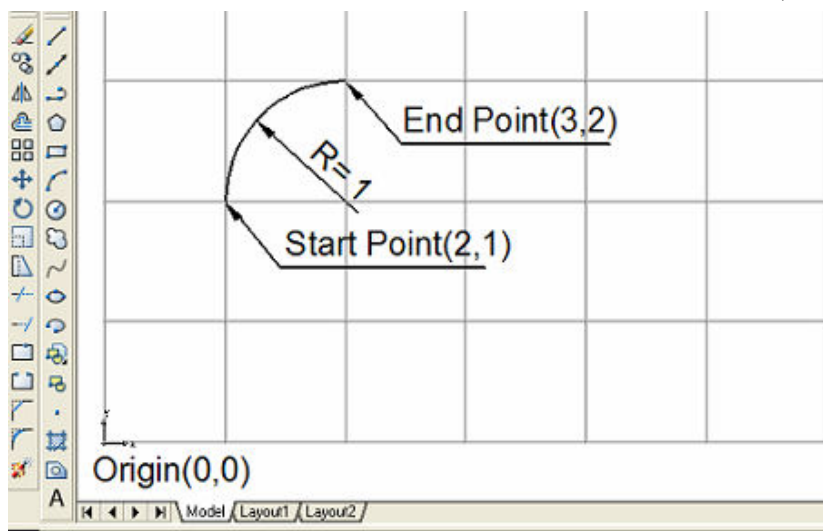 End Point(3,2)
R= 1
Start Point(2,1)
Origin(0,0)
A
Model
Layout1
Layout2